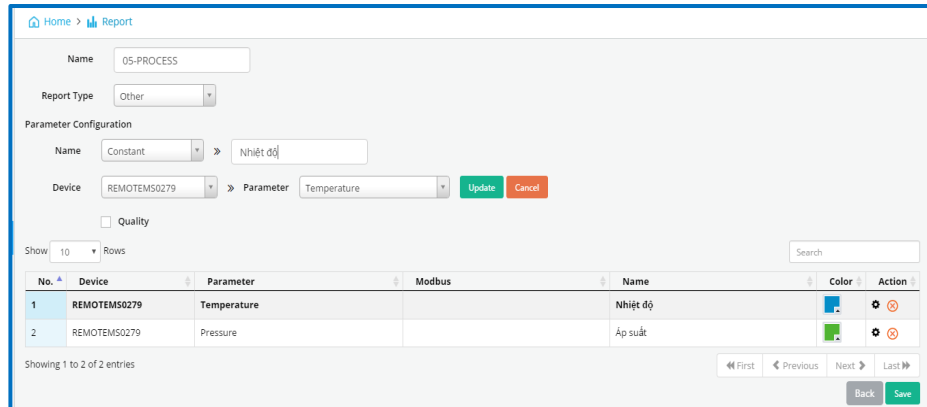 Home > Report
Name 05-PROCESS
Report Type Other
Parameter Configuration
Name Constant » Nhiệt độ
Device REMOTEMS0279 » Parameter Temperature Update Cancel
Quality
Show 10 Rows Search
No. Device Parameter Modbus Name Color Action
1 REMOTEMS0279 Temperature Nhiệt độ
2 REMOTEMS0279 Pressure Áp suất
Showing 1 to 2 of 2 entries First Previous Next Last
Back Save